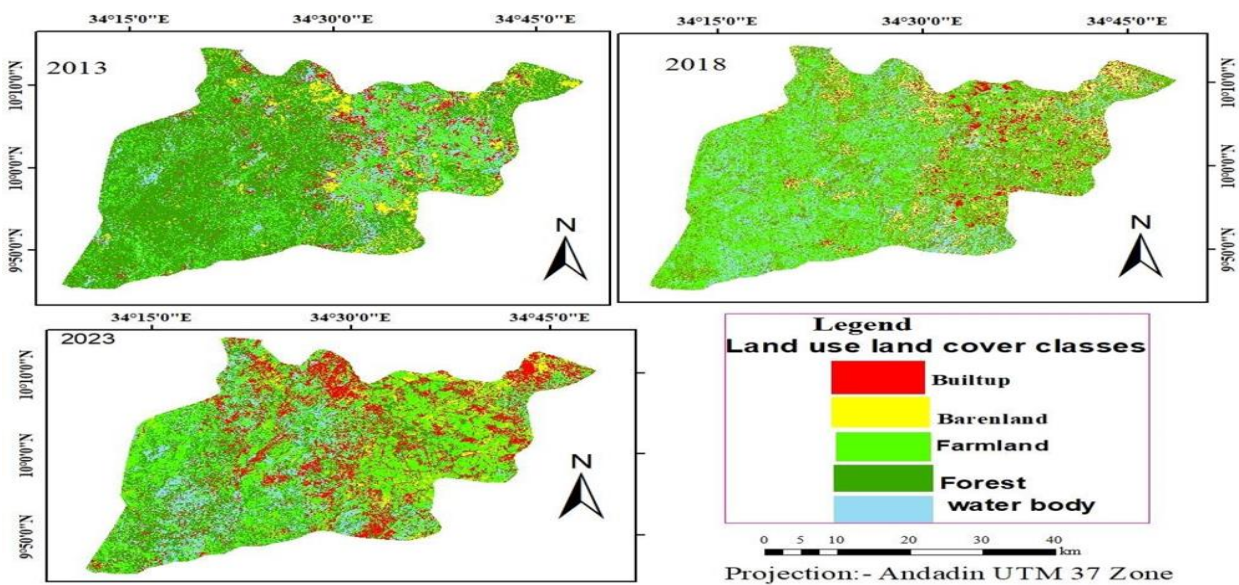 34°15'0"E 34°30'0"E 34°45'0"E
2013
10°10'0"N
10°0'0"N
9°50'0"N
N
34°15'0"E 34°30'0"E 34°45'0"E
2018
10°10'0"N
10°0'0"N
9°50'0"N
N
34°15'0"E 34°30'0"E 34°45'0"E
2023
10°10'0"N
10°0'0"N
9°50'0"N
N
Legend
Land use land cover classes
Builtup
Barenland
Farmland
Forest
water body
0 5 10 20 30 40
km
Projection:- Andadin UTM 37 Zone